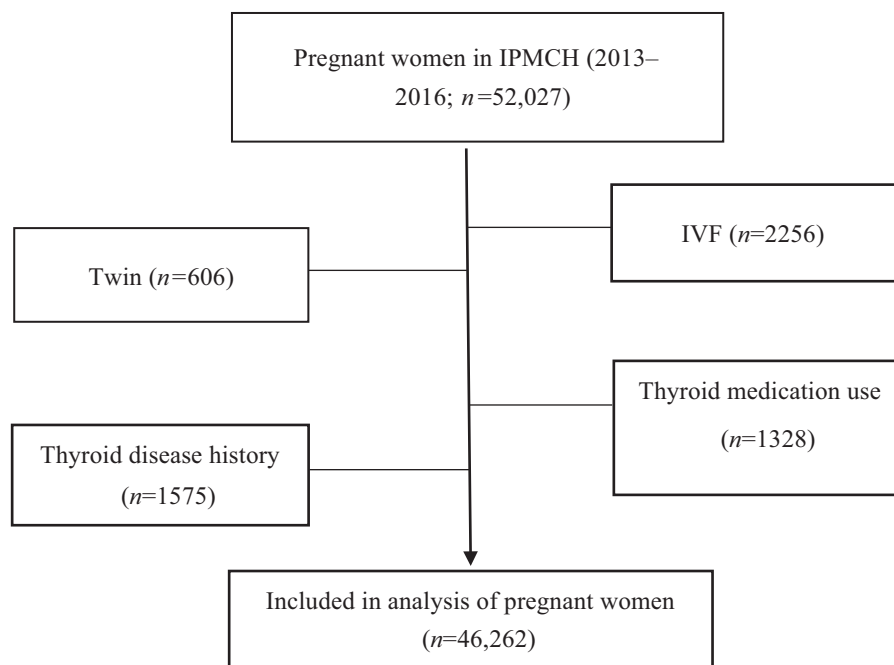 Pregnant women in IPMCH (2013–
2016; n=52,027)
IVF (n=2256)
Twin (n=606)
Thyroid medication use
(n=1328)
Thyroid disease history
(n=1575)
Included in analysis of pregnant women
(n=46,262)